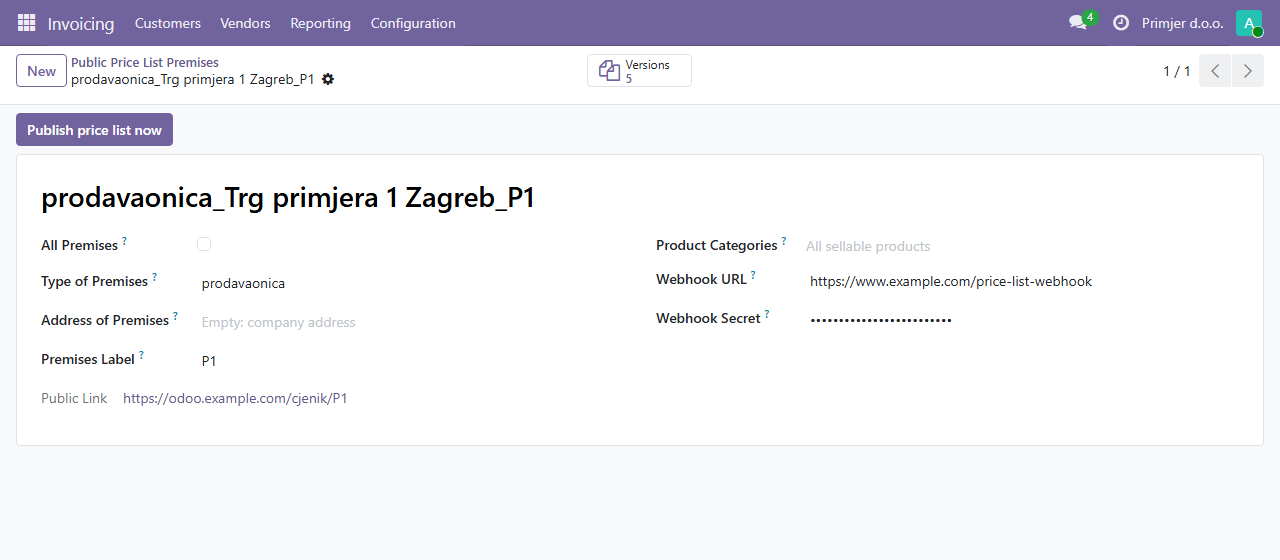 Invoicing Customers Vendors Reporting Configuration 4 Primjer d.o.o. A
New Public Price List Premises Versions
prodavaonica_Trg primjera 1 Zagreb_P1 5 1 / 1
Publish price list now
prodavaonica_Trg primjera 1 Zagreb_P1
All Premises ? Product Categories ? All sellable products
Type of Premises ? prodavaonica Webhook URL ? https://www.example.com/price-list-webhook
Address of Premises ? Empty: company address Webhook Secret ? •••••••••••••••••••••••••
Premises Label ? P1
Public Link https://odoo.example.com/cjenik/P1